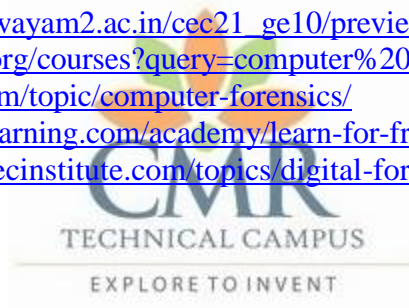 wayam2.ac.in/cec21_ge10/previe
org/courses?query=computer%20
m/topic/computer-forensics/
arning.com/academy/learn-for-fr
ecinstitute.com/topics/digital-for
CMR
TECHNICAL CAMPUS
EXPLORE TO INVENT